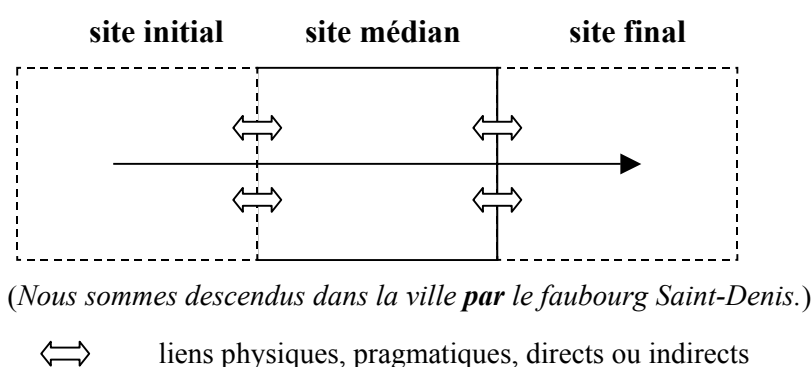 site initial site médian site final
(Nous sommes descendus dans la ville par le faubourg Saint-Denis.)
liens physiques, pragmatiques, directs ou indirects